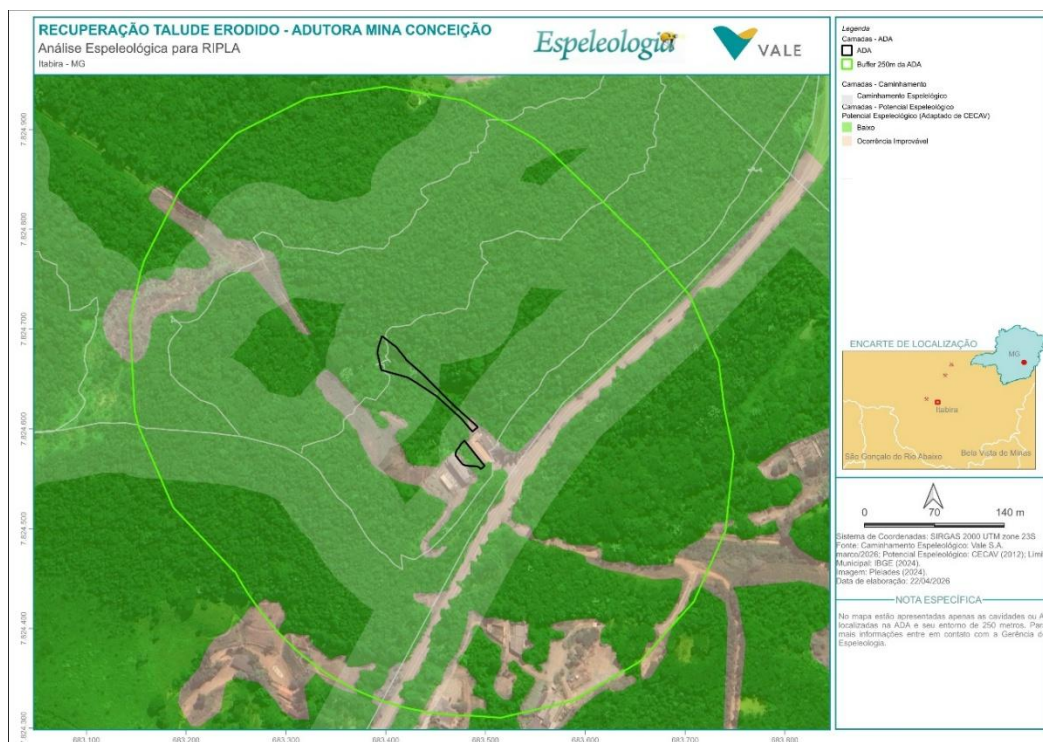 RECUPERAÇÃO TALUDE ERODIDO - ADUTORA MINA CONCEIÇÃO
Análise Espeleológica para RIPLA
Itabira - MG
Espeleologia
VALE
Legenda
Camadas - ADA
ADA
Buffer 250m da ADA
Camadas - Caminhamento
Caminhamento Espelológico
Camadas - Potencial Espeleológico
Potencial Espeleológico (Adaptado de CECAV)
Baixo
Ocorrência Improvável
7.824.900
7.824.800
7.824.700
7.824.600
7.824.500
7.824.400
7.824.300
683.100
683.200
683.300
683.400
683.500
683.600
683.700
683.800
ENCARTE DE LOCALIZAÇÃO
MG
Itabira
São Gonçalo do Rio Abaixo
Bela Vista de Minas
0 70 140 m
Sistema de Coordenadas: SIRGAS 2000 UTM zone 23S
Fonte: Caminhamento Espeleológico: Vale S.A.
marco/2026; Potencial Espeleológico: CECAV (2012); Limi
Municipal: IBGE (2024).
Imagem: Pleiades (2024).
Data de elaboração: 22/04/2026
NOTA ESPECÍFICA
No mapa estão apresentadas apenas as cavidades ou A
localizadas na ADA e seu entorno de 250 metros. Par
mais informações entre em contato com a Gerência d
Espeleologia.